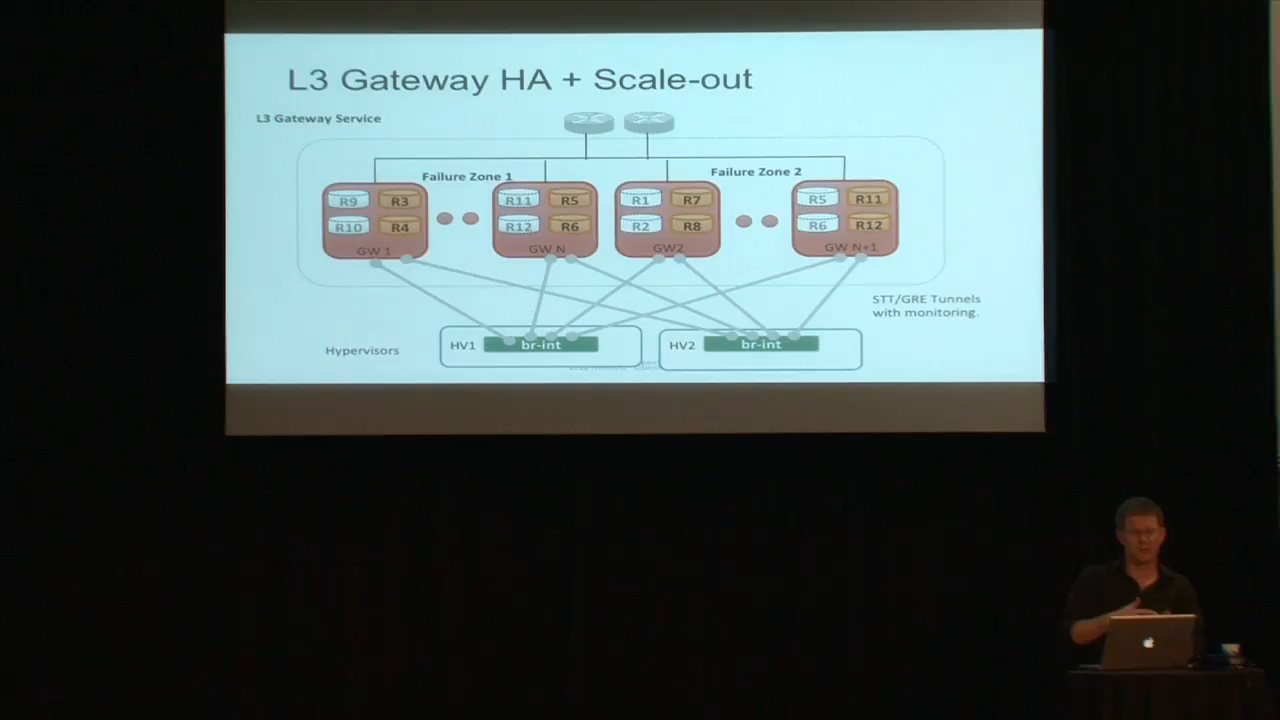 L3 Gateway HA + Scale-out
L3 Gateway Service
Failure Zone 1
Failure Zone 2
R9 R3
R10 R4
GW 1
R11 R5
R12 R6
GW N
R1 R7
R2 R8
GW2
R5 R11
R6 R12
GW N+1
STT/GRE Tunnels
with monitoring.
Hypervisors
HV1 br-int
HV2 br-int